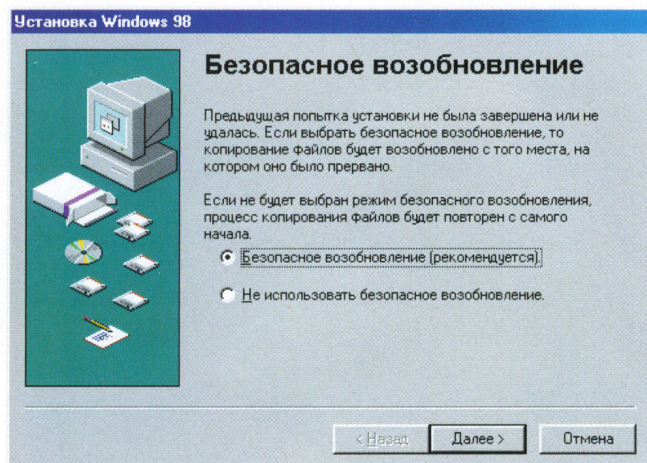 Установка Windows 98
Безопасное возобновление
Предыдущая попытка установки не была завершена или не
удалась. Если выбрать безопасное возобновление, то
копирование файлов будет возобновлено с того места, на
котором оно было прервано.
Если не будет выбран режим безопасного возобновления,
процесс копирования файлов будет повторен с самого
начала.
Безопасное возобновление (рекомендуется).
Не использовать безопасное возобновление.
< Назад
Далее >
Отмена